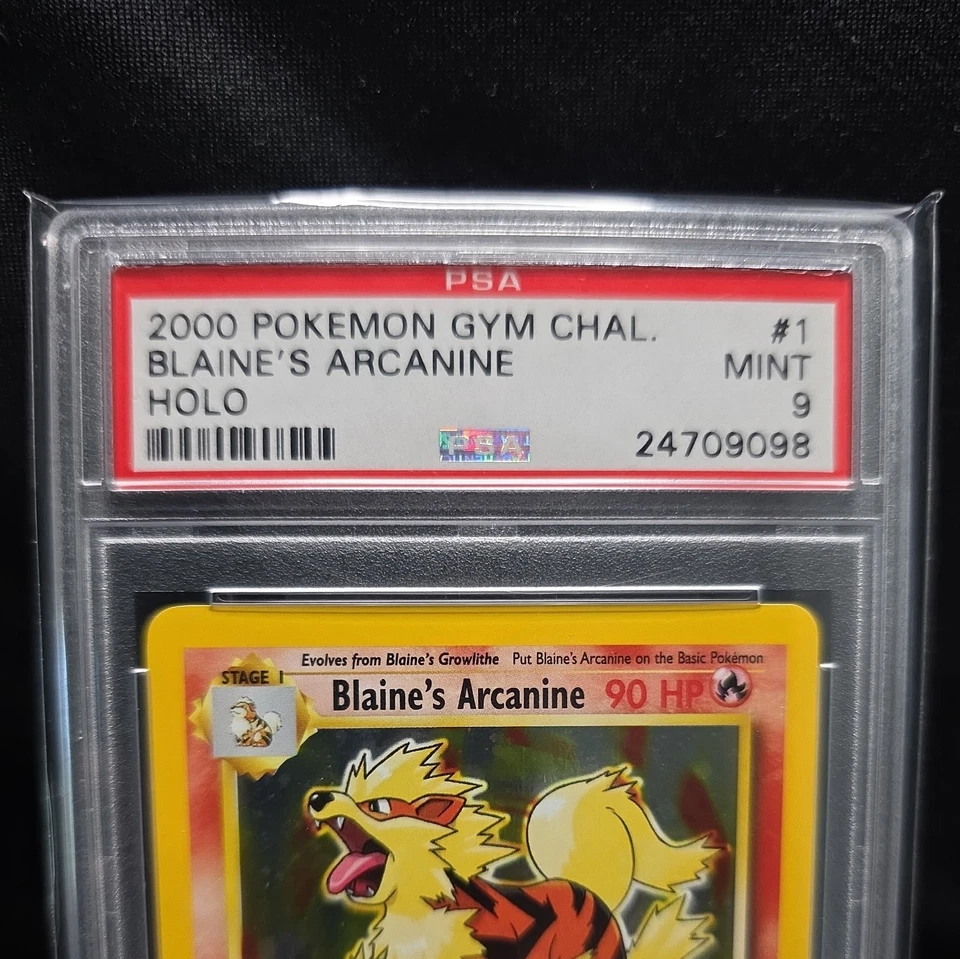 PSA
2000 POKEMON GYM CHAL. #1
BLAINE'S ARCANINE MINT
HOLO 9
PSA 24709098
Evolves from Blaine's Growlithe Put Blaine's Arcanine on the Basic Pokémon
STAGE 1
Blaine's Arcanine 90 HP